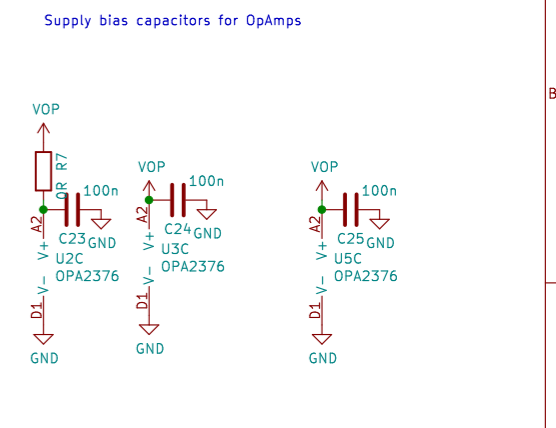 Supply bias capacitors for OpAmps
B
VOP
0R R7
100n
A2
C23
GND
V+
U2C
OPA2376
V-
D1
GND
VOP
100n
A2
C24
GND
V+
U3C
OPA2376
V-
D1
GND
VOP
100n
A2
C25
GND
V+
U5C
OPA2376
V-
D1
GND